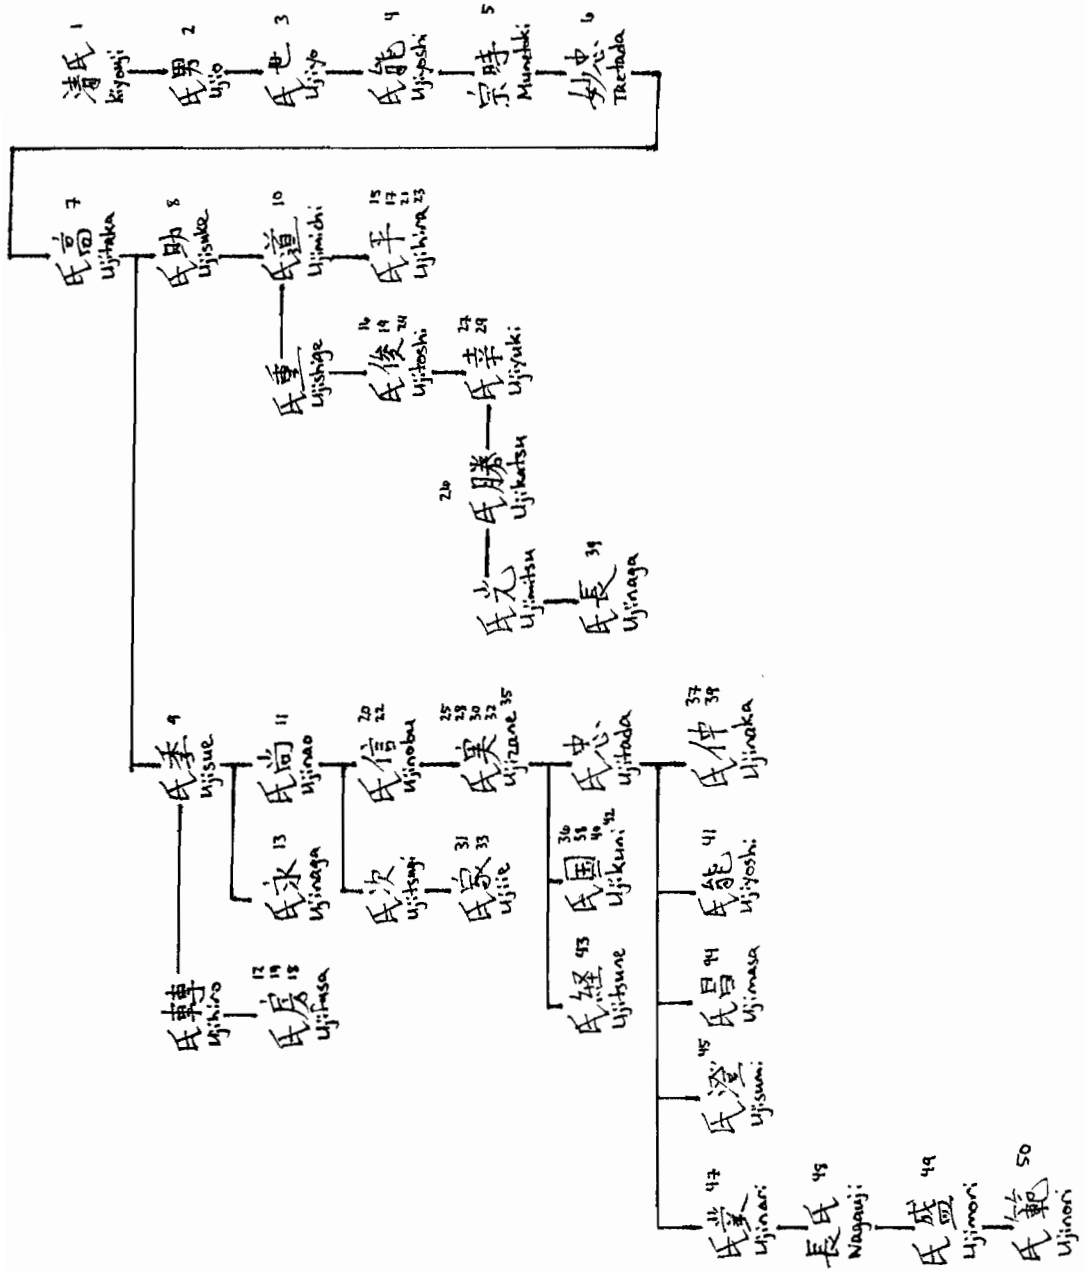 清氏 1
Kiyouji
氏男 2
Ujio
氏世 3
Ujiyo
氏能 4
Ujiyoshi
宗時 5
Munetoki
妙忠 6
Taetada
氏高 7
Ujitaka
氏助 8
Ujisuke
氏道 10
Ujimichi
氏平 15 17 21 23
Ujihira
氏重
Ujishige
氏俊 16 19 24
Ujitoshi
氏幸 27 29
Ujiyuki
氏勝 26
Ujikatsu
氏光
Ujimitsu
氏長 39
Ujinaga
氏季 9
Ujisue
氏尚 11
Ujinao
氏信 20 22
Ujinobu
氏実 25 28 30 32 35
Ujizane
氏忠
Ujitada
氏仲 37 39
Ujinaka
氏永 13
Ujinaga
氏次
Ujitsugi
氏家 31 33
Ujiie
氏国 36 38 40 42
Ujikuni
氏能 41
Ujiyoshi
氏経 43
Ujitsune
氏昌 44
Ujimasa
Ujihiro
氏房 12 14 18
Ujifusa
氏澄 45
Ujisumi
氏業 47
Ujinari
長氏 48
Nagauji
氏盛 49
Ujimori
氏範 50
Ujinori